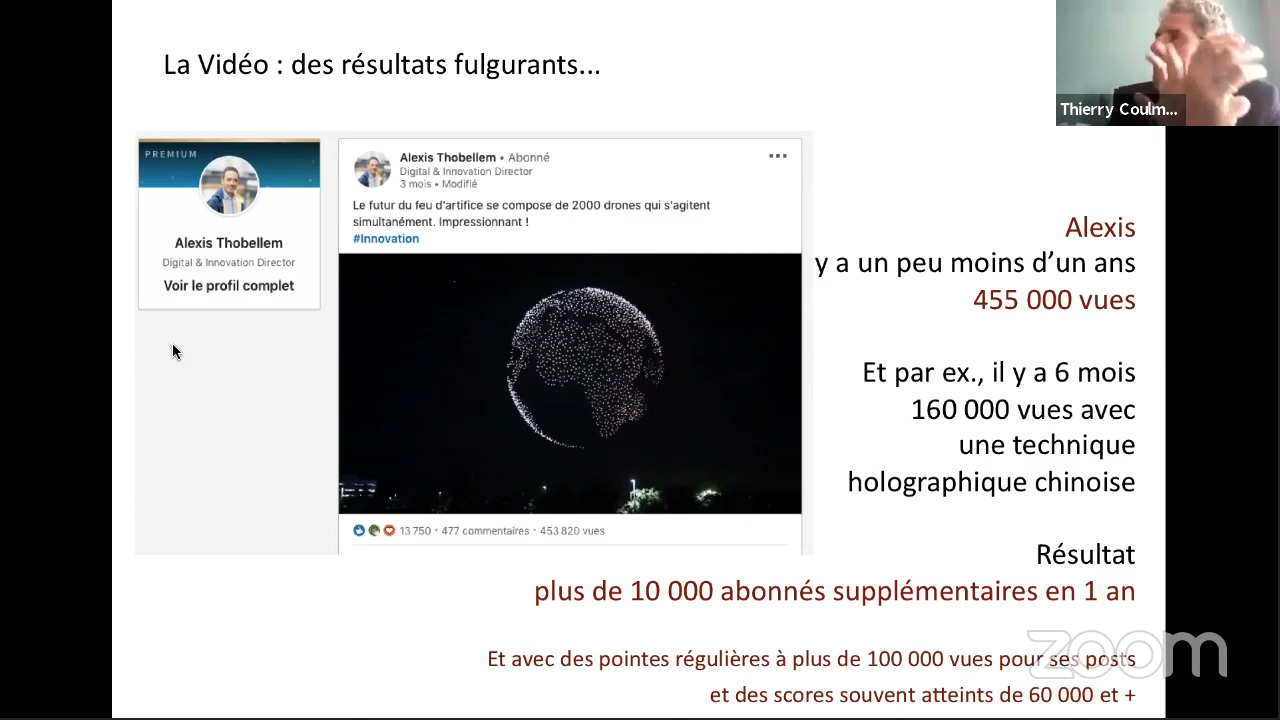 La Vidéo : des résultats fulgurants...
Thierry Coulm...
PREMIUM
Alexis Thobellem
Digital & Innovation Director
Voir le profil complet
Alexis Thobellem • Abonné
Digital & Innovation Director
3 mois • Modifié
Le futur du feu d'artifice se compose de 2000 drones qui s'agitent
simultanément. Impressionnant !
#Innovation
13 750 · 477 commentaires · 453 820 vues
Alexis
y a un peu moins d'un ans
455 000 vues
Et par ex., il y a 6 mois
160 000 vues avec
une technique
holographique chinoise
Résultat
plus de 10 000 abonnés supplémentaires en 1 an
Et avec des pointes régulières à plus de 100 000 vues pour ses posts
et des scores souvent atteints de 60 000 et +
zoom